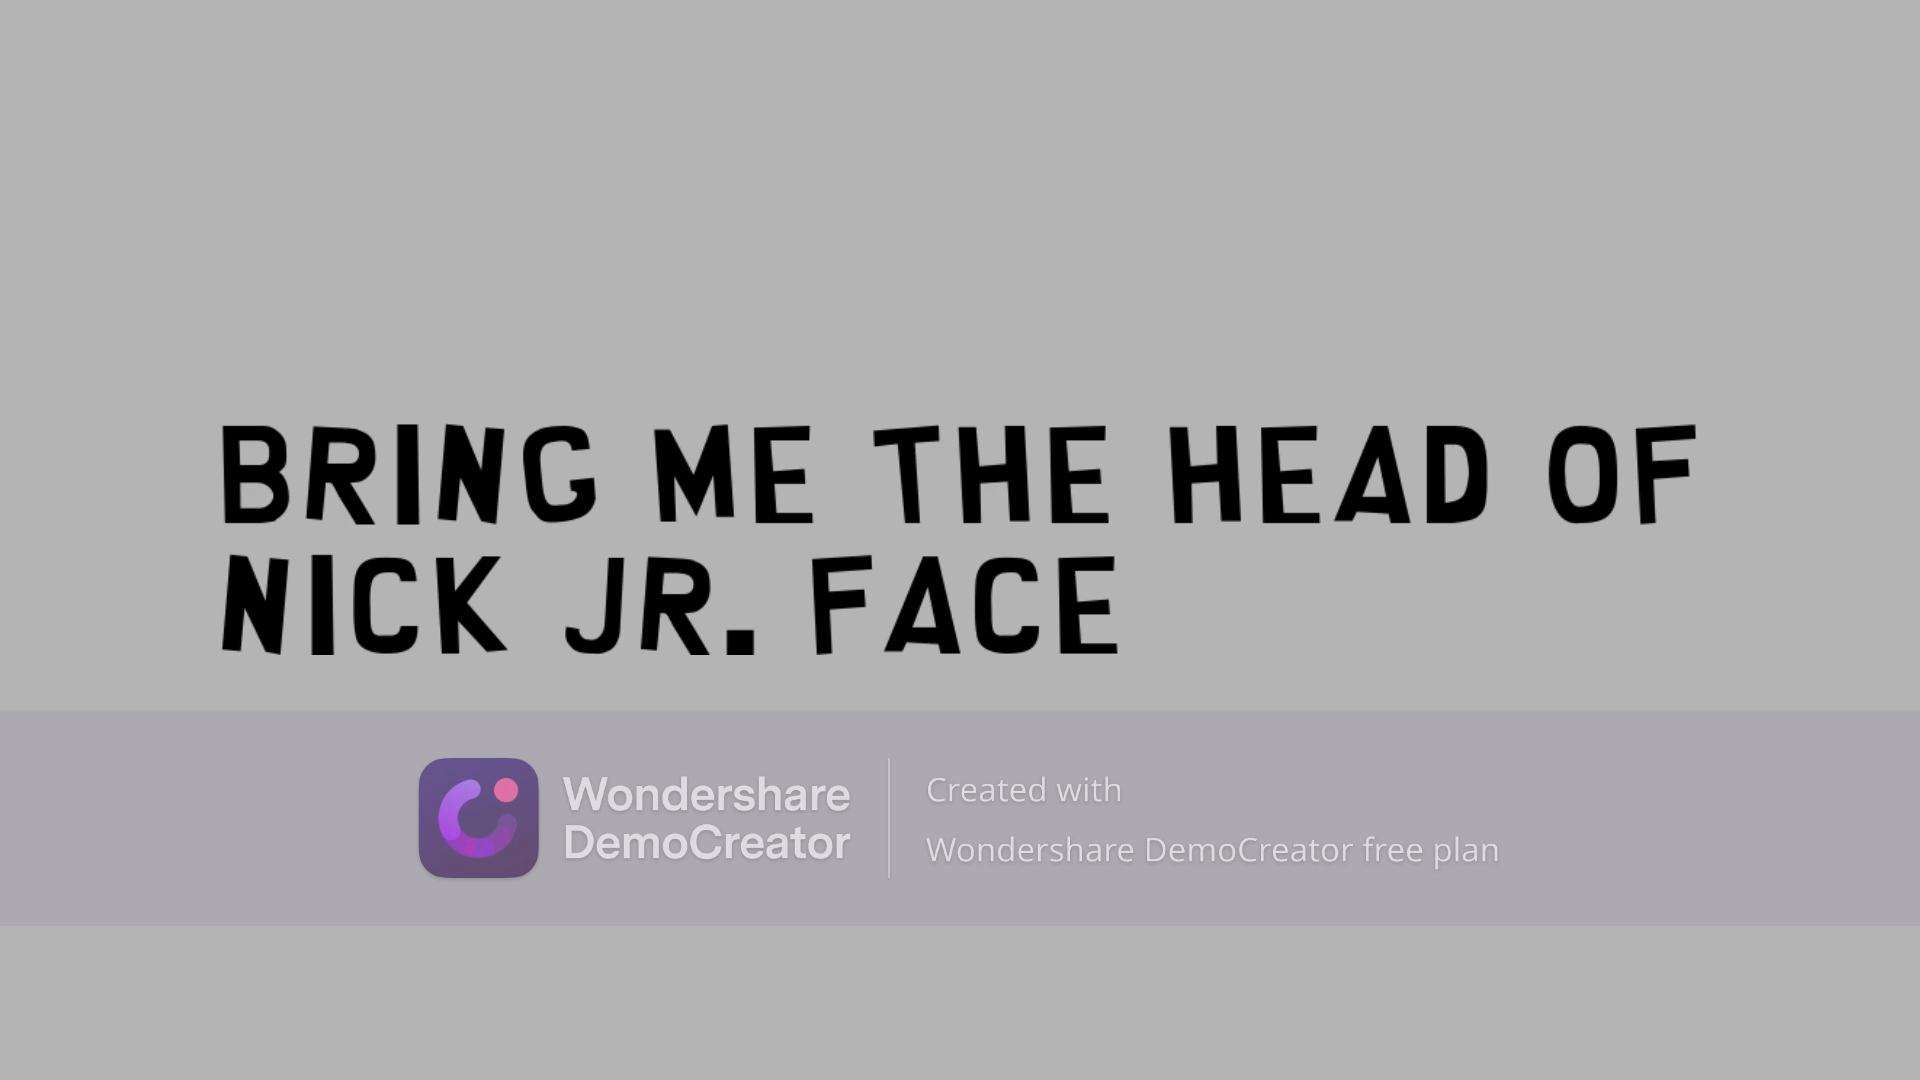 BRING ME THE HEAD OF
NICK JR. FACE
Wondershare
DemoCreator
Created with
Wondershare DemoCreator free plan